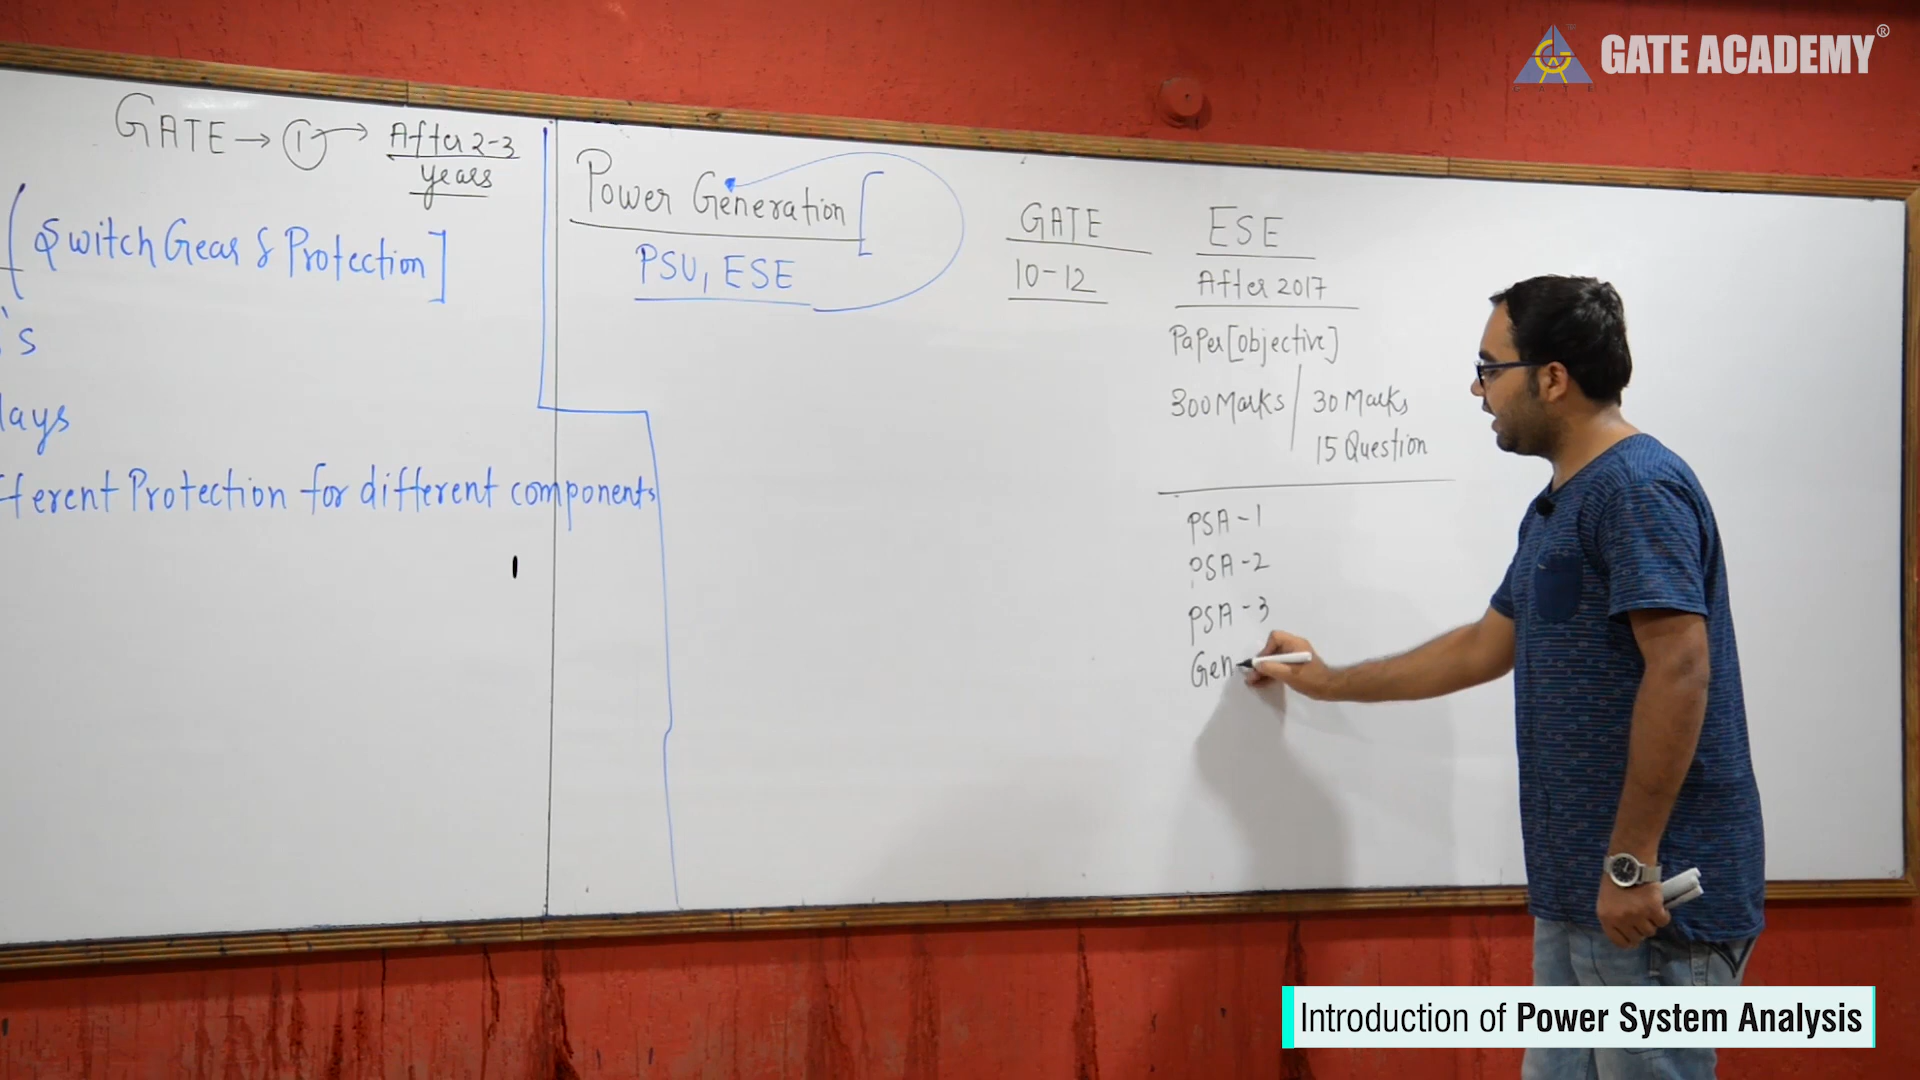 GATE ACADEMY®
GATE → 1 → After 2-3
years
[Switch Gear & Protection]
's
lays
fferent Protection for different components
Power Generation [
PSU, ESE
GATE
10-12
ESE
After 2017
Paper [objective]
300 Marks / 30 Marks
15 Question
PSA - 1
PSA - 2
PSA - 3
Gen
Introduction of Power System Analysis